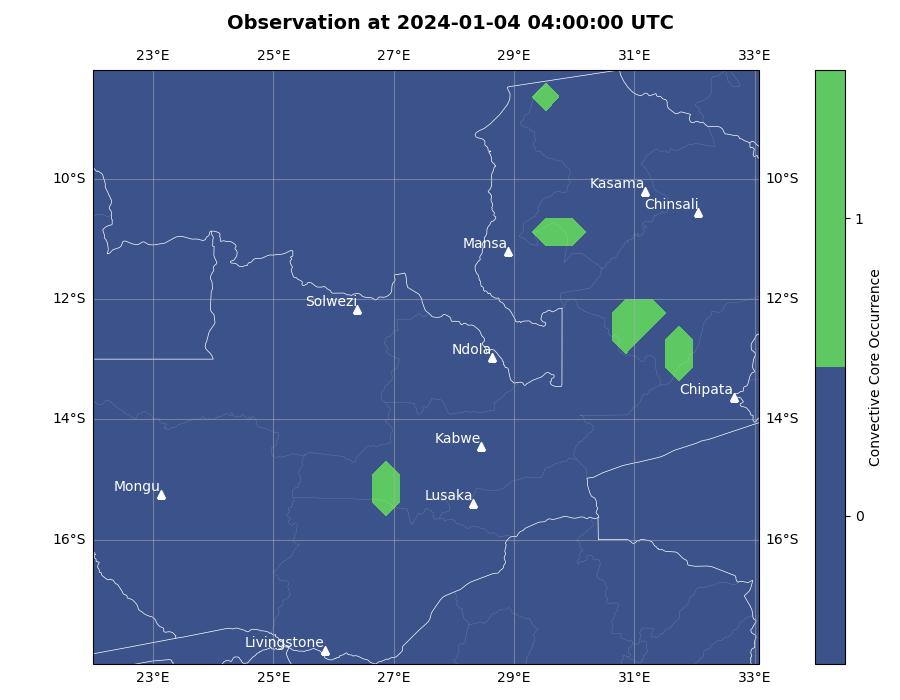 Observation at 2024-01-04 04:00:00 UTC
23°E 25°E 27°E 29°E 31°E 33°E
10°S 10°S
Kasama
Chinsali
Mansa
12°S 12°S
Solwezi
Ndola
Chipata
14°S 14°S
Kabwe
Mongu
Lusaka
16°S 16°S
Livingstone
23°E 25°E 27°E 29°E 31°E 33°E
1
0
Convective Core Occurrence